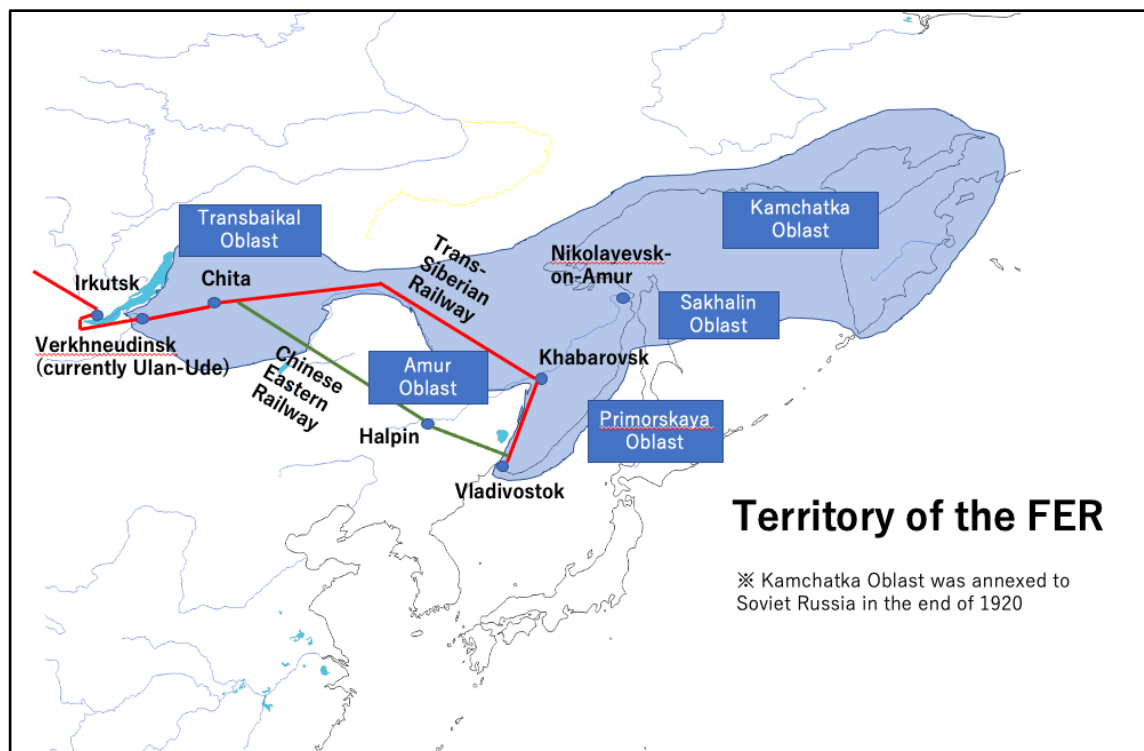 Transbaikal
Oblast
Kamchatka
Oblast
Trans-
Siberian
Railway
Nikolayevsk-
on-Amur
Irkutsk
Chita
Sakhalin
Oblast
Verkhneudinsk
(currently Ulan-Ude)
Chinese
Eastern
Railway
Amur
Oblast
Khabarovsk
Halpin
Primorskaya
Oblast
Vladivostok
Territory of the FER
※ Kamchatka Oblast was annexed to
Soviet Russia in the end of 1920